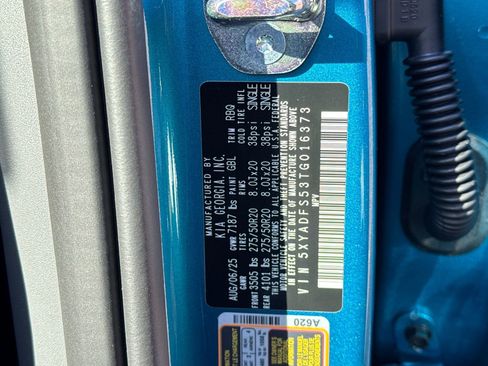 MANUFACTURED BY
KIA GEORGIA, INC.
AUG/06/25 PAINT GBL TRIM RBQ
GVWR 7187 lbs
GAWR TIRES RIMS COLD TIRE INFL
FRONT 3505 lbs 275/50R20 8.0Jx20 38psi SINGLE
REAR 4101 lbs 275/50R20 8.0Jx20 38psi SINGLE
THIS VEHICLE CONFORMS TO ALL APPLICABLE U.S.A. FEDERAL
MOTOR VEHICLE SAFETY AND THEFT PREVENTION STANDARDS
IN EFFECT ON THE DATE OF MANUFACTURE SHOWN ABOVE
VIN 5XYADFS53TG016373
MPV
A620